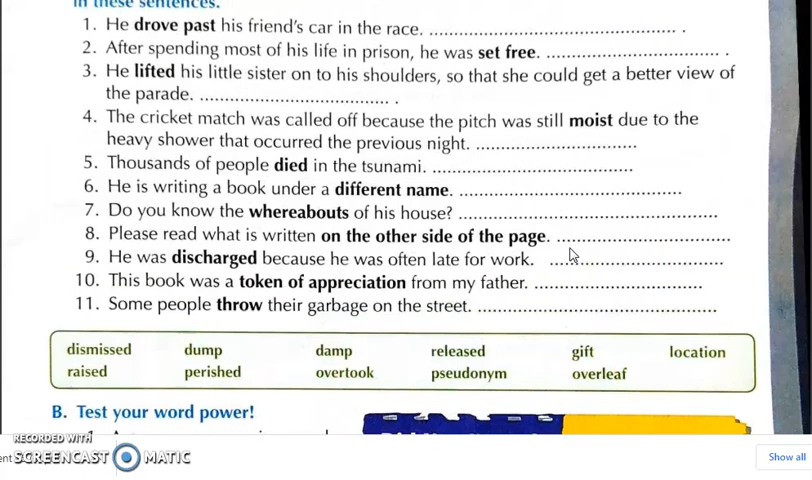 in these sentences.
1. He drove past his friend's car in the race. .................................................... .
2. After spending most of his life in prison, he was set free. .................................... .
3. He lifted his little sister on to his shoulders, so that she could get a better view of
the parade. ....................................... .
4. The cricket match was called off because the pitch was still moist due to the
heavy shower that occurred the previous night. .................................
5. Thousands of people died in the tsunami. ..........................................
6. He is writing a book under a different name. ..............................................
7. Do you know the whereabouts of his house? .....................................................
8. Please read what is written on the other side of the page. ....................................
9. He was discharged because he was often late for work. ....................................
10. This book was a token of appreciation from my father. ...................................
11. Some people throw their garbage on the street. .................................................
dismissed dump damp released gift location
raised perished overtook pseudonym overleaf
B. Test your word power!
RECORDED WITH
SCREENCAST MATIC
Show all